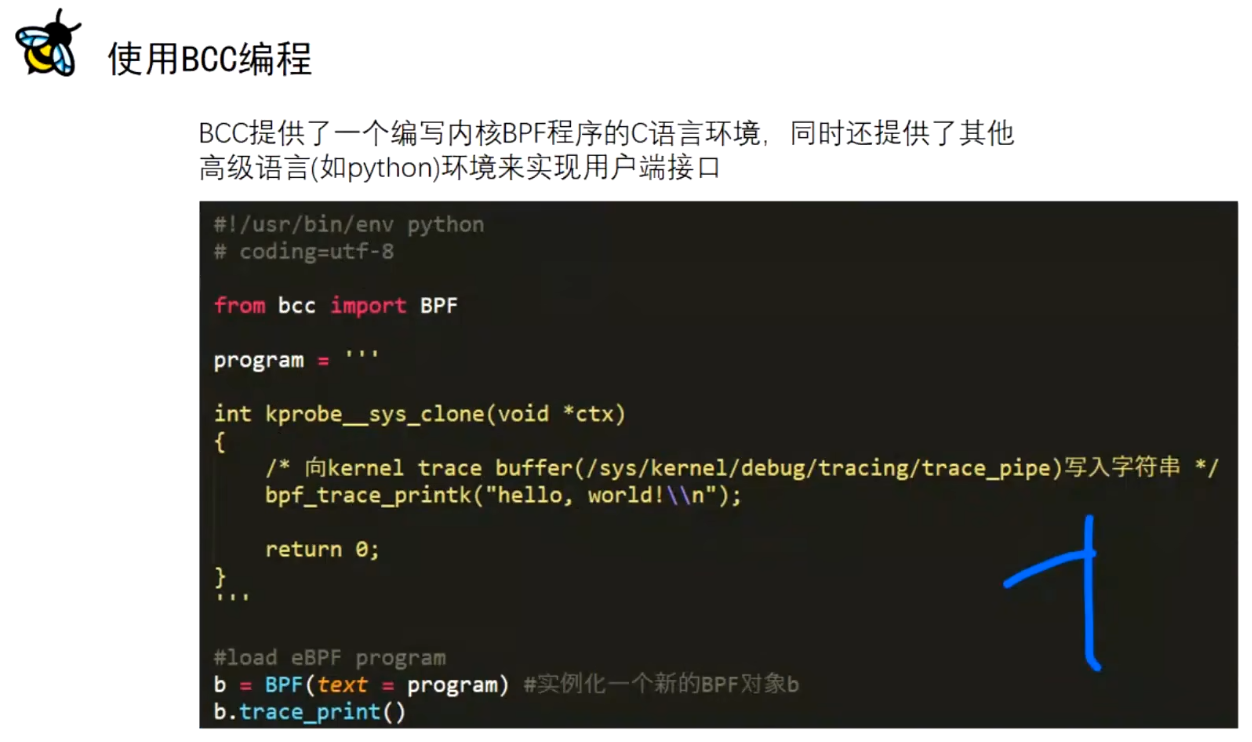 使用BCC编程
BCC提供了一个编写内核BPF程序的C语言环境，同时还提供了其他
高级语言(如python)环境来实现用户端接口
#!/usr/bin/env python
# coding=utf-8
from bcc import BPF
program = '''
int kprobe__sys_clone(void *ctx)
{
/* 向kernel trace buffer(/sys/kernel/debug/tracing/trace_pipe)写入字符串 */
bpf_trace_printk("hello, world!\\n");
return 0;
}
'''
#load eBPF program
b = BPF(text = program) #实例化一个新的BPF对象b
b.trace_print()